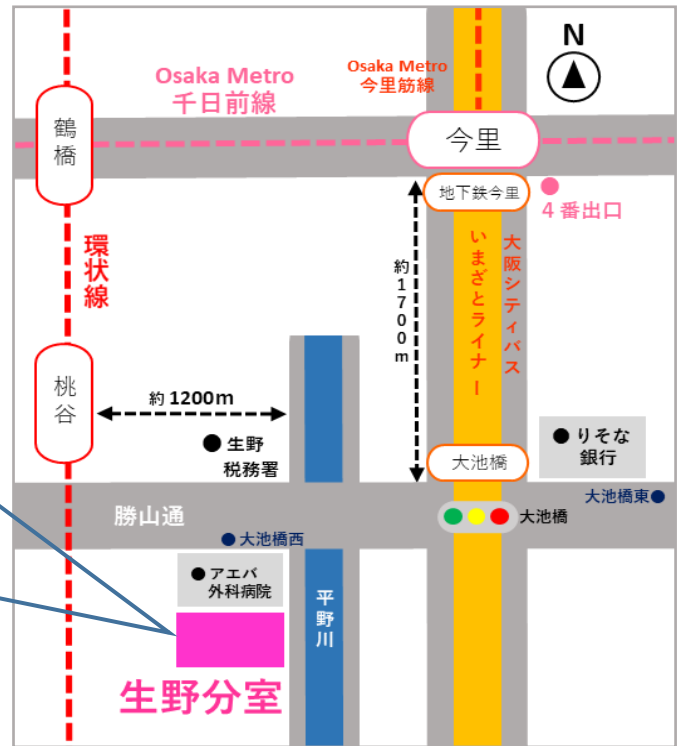 N
Osaka Metro
千日前線
Osaka Metro
今里筋線
鶴橋
今里
地下鉄今里
4番出口
環状線
約1700m
いまざとライナー
大阪シティバス
桃谷
約1200m
生野
税務署
大池橋
りそな
銀行
大池橋東
勝山通
大池橋
大池橋西
アエバ
外科病院
平野川
生野分室